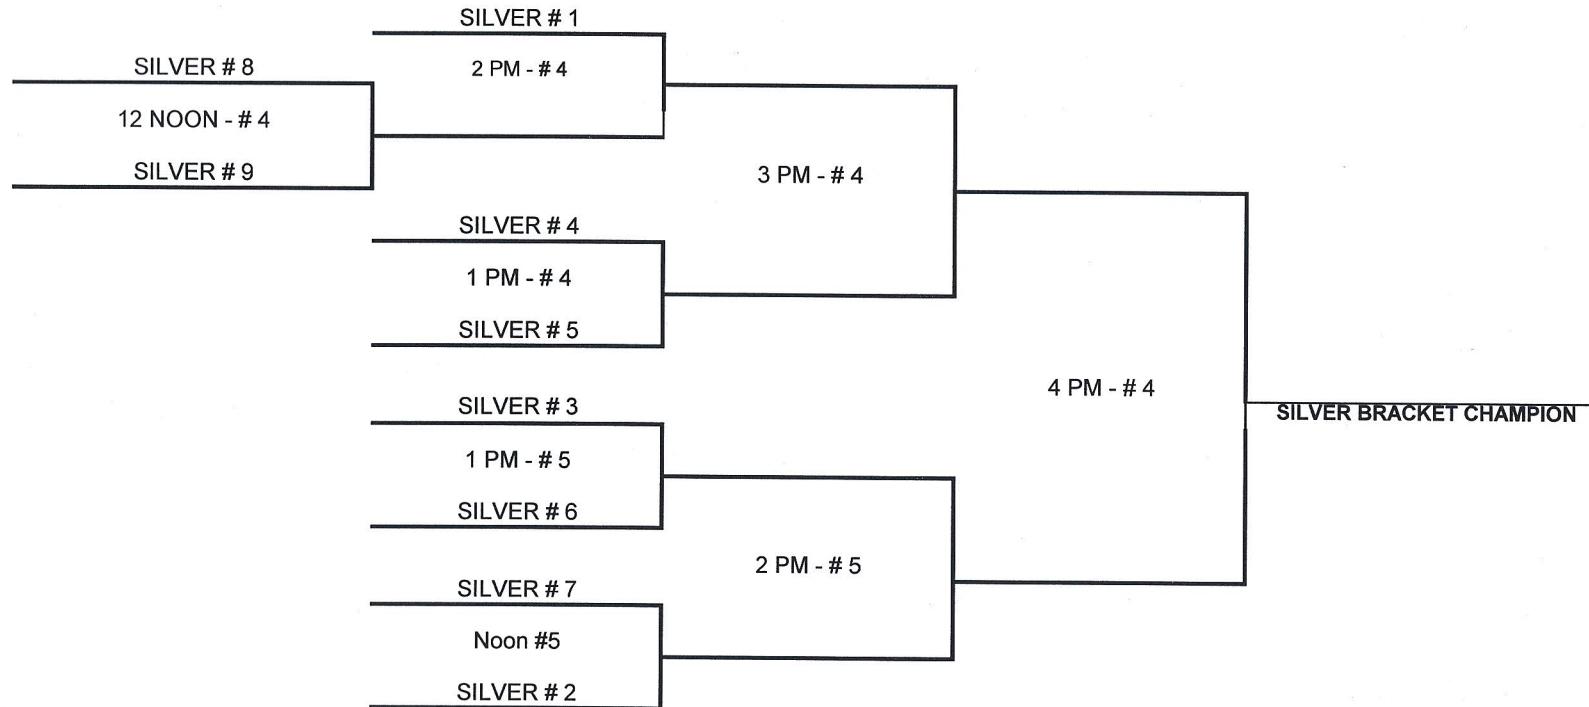 SILVER # 1
SILVER # 8
2 PM - # 4
12 NOON - # 4
SILVER # 9
3 PM - # 4
SILVER # 4
1 PM - # 4
SILVER # 5
4 PM - # 4
SILVER # 3
SILVER BRACKET CHAMPION
1 PM - # 5
SILVER # 6
2 PM - # 5
SILVER # 7
Noon #5
SILVER # 2